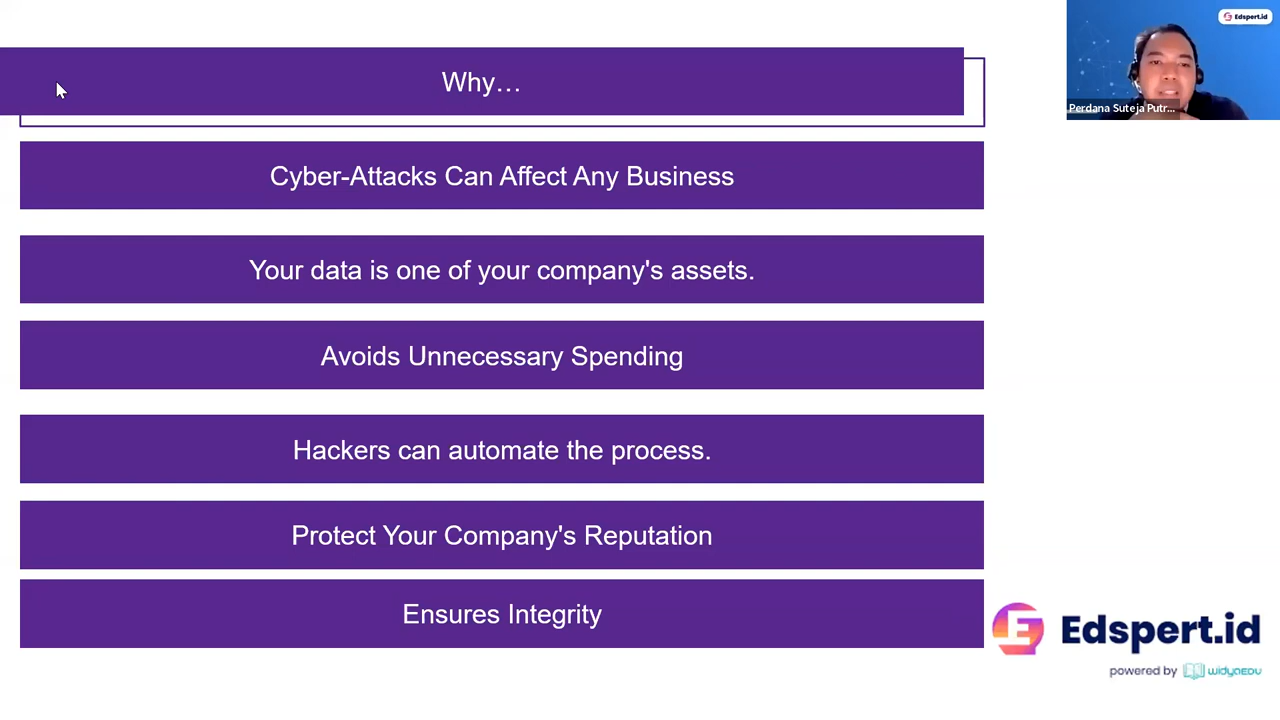 Why…
Edspert.id
Perdana Suteja Putr...
Cyber-Attacks Can Affect Any Business
Your data is one of your company's assets.
Avoids Unnecessary Spending
Hackers can automate the process.
Protect Your Company's Reputation
Ensures Integrity
Edspert.id
powered by widyaedu